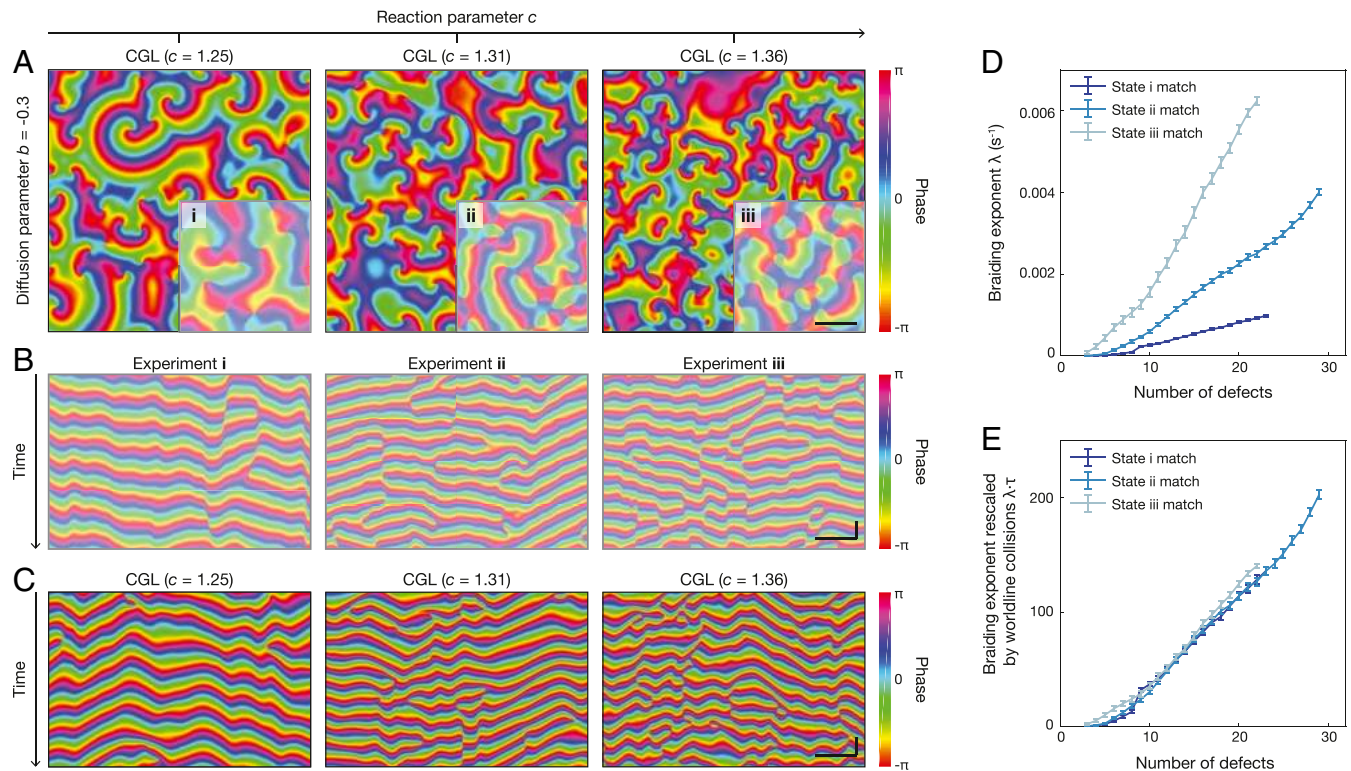 Reaction parameter c
A
CGL (c = 1.25)
CGL (c = 1.31)
CGL (c = 1.36)
Diffusion parameter b = -0.3
i
ii
iii
π
0
-π
Phase
B
Experiment i
Experiment ii
Experiment iii
Time
π
0
-π
Phase
C
CGL (c = 1.25)
CGL (c = 1.31)
CGL (c = 1.36)
Time
π
0
-π
Phase
D
State i match
State ii match
State iii match
Braiding exponent λ (s⁻¹)
0.006
0.004
0.002
0
0
10
20
30
Number of defects
E
State i match
State ii match
State iii match
Braiding exponent rescaled
by worldline collisions λ·τ
200
100
0
0
10
20
30
Number of defects